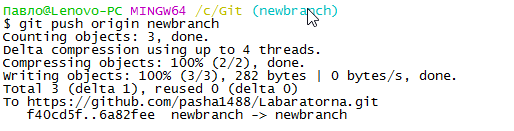 павло@Lenovo-PC MINGW64 /c/Git (newbranch)
$ git push origin newbranch
Counting objects: 3, done.
Delta compression using up to 4 threads.
Compressing objects: 100% (2/2), done.
Writing objects: 100% (3/3), 282 bytes | 0 bytes/s, done.
Total 3 (delta 1), reused 0 (delta 0)
To https://github.com/pasha1488/Labaratorna.git
   f40cd5f..6a82fee  newbranch -> newbranch